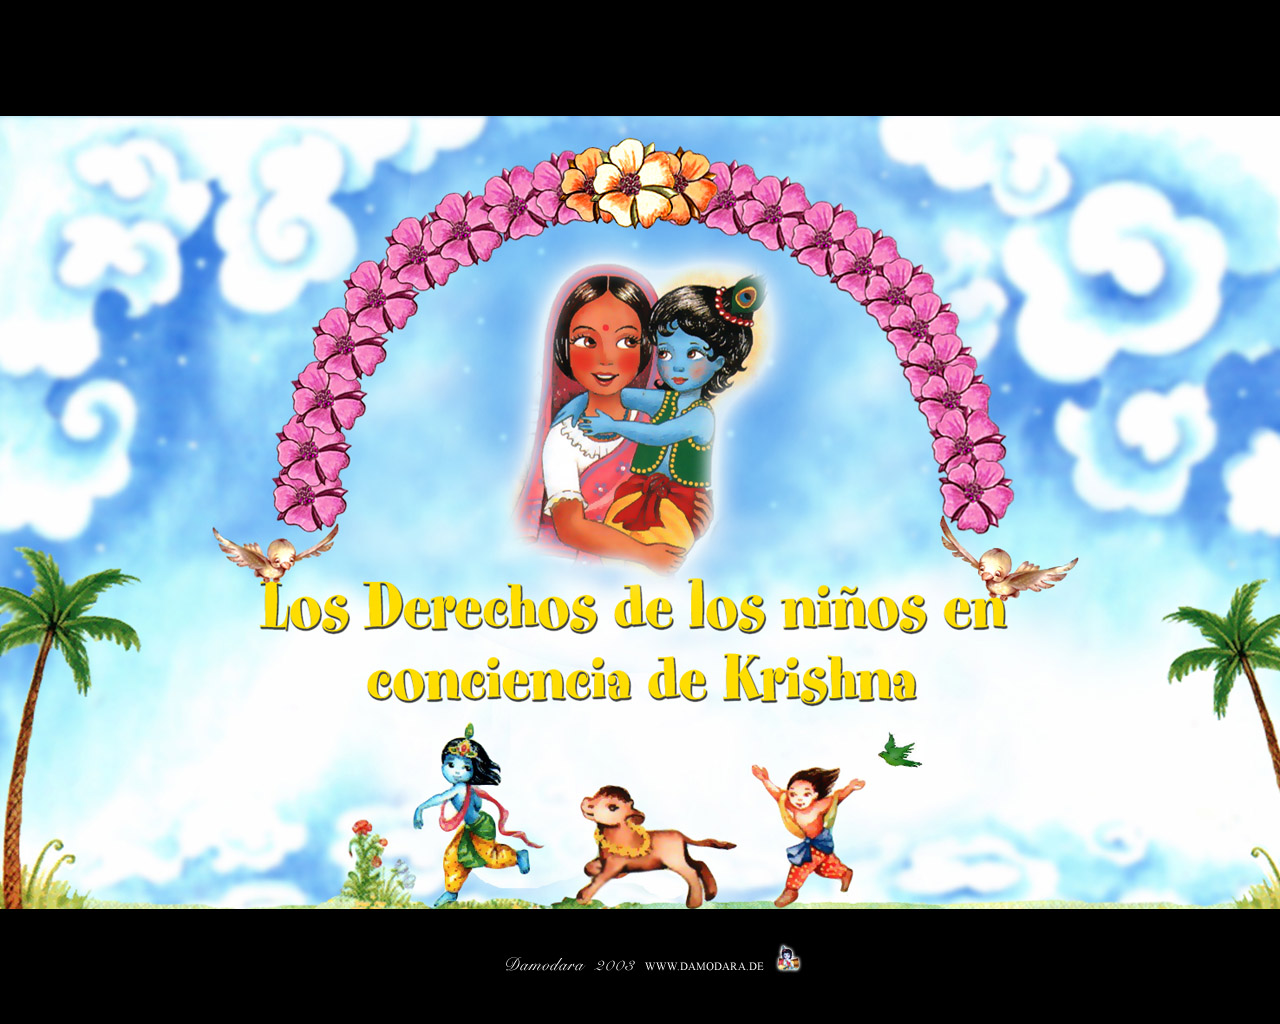 Los Derechos de los niños en
conciencia de Krishna
Damodara 2003 WWW.DAMODARA.DE